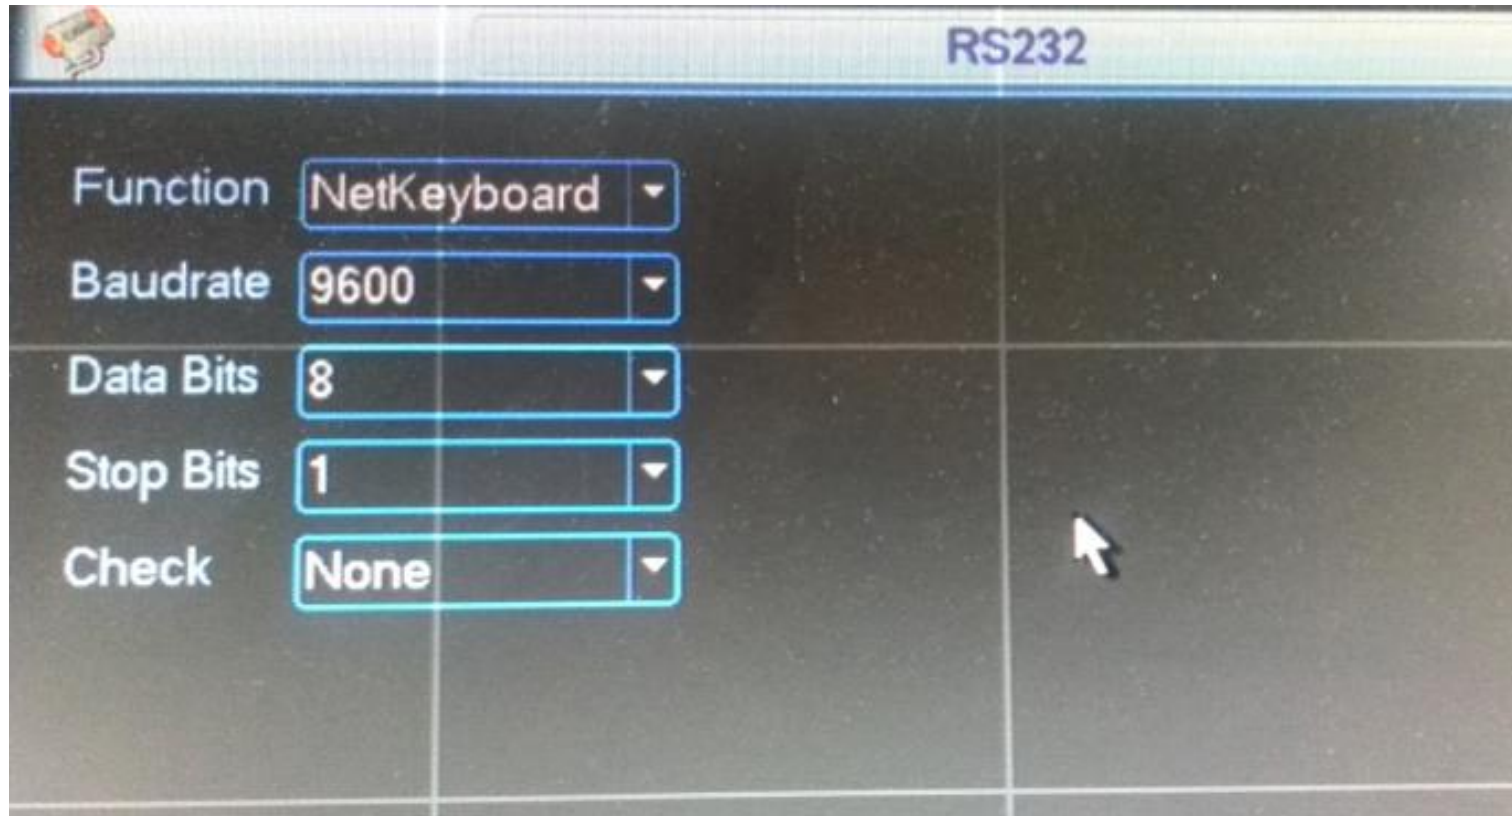 RS232
Function NetKeyboard
Baudrate 9600
Data Bits 8
Stop Bits 1
Check None